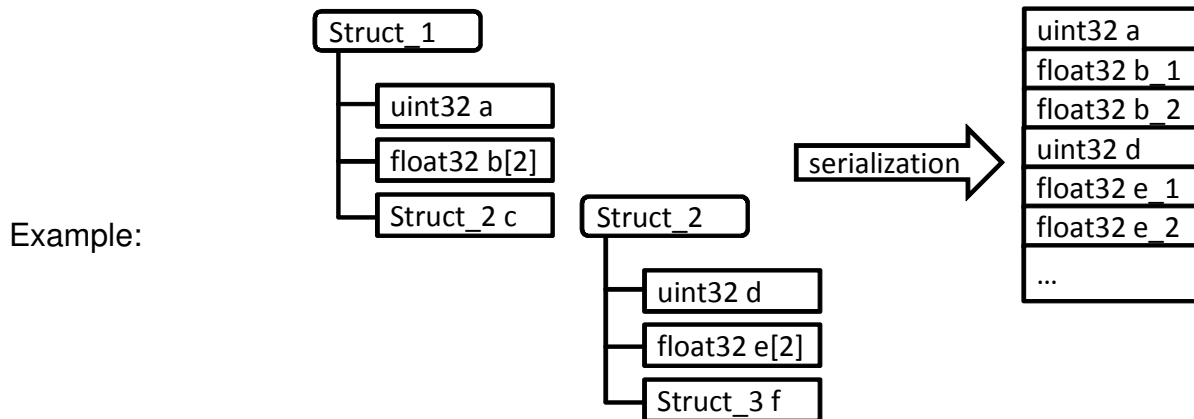 Example:
Struct_1
uint32 a
float32 b[2]
Struct_2 c
Struct_2
uint32 d
float32 e[2]
Struct_3 f
serialization
uint32 a
float32 b_1
float32 b_2
uint32 d
float32 e_1
float32 e_2
...